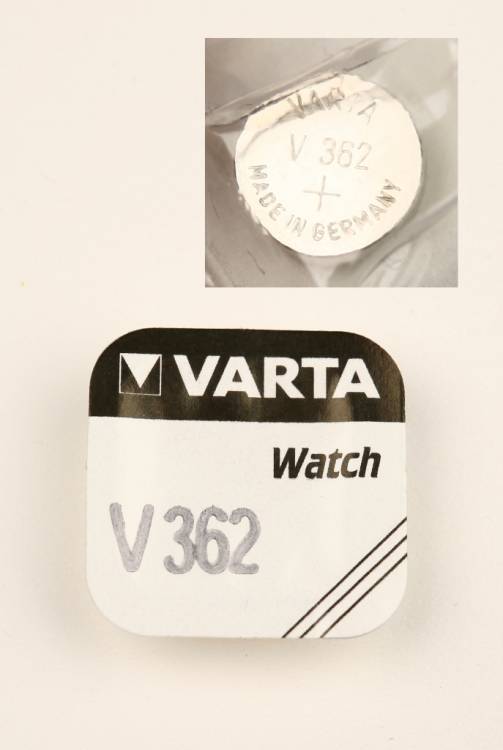 VARTA
V 362
+
MADE IN GERMANY
VARTA
Watch
V 362